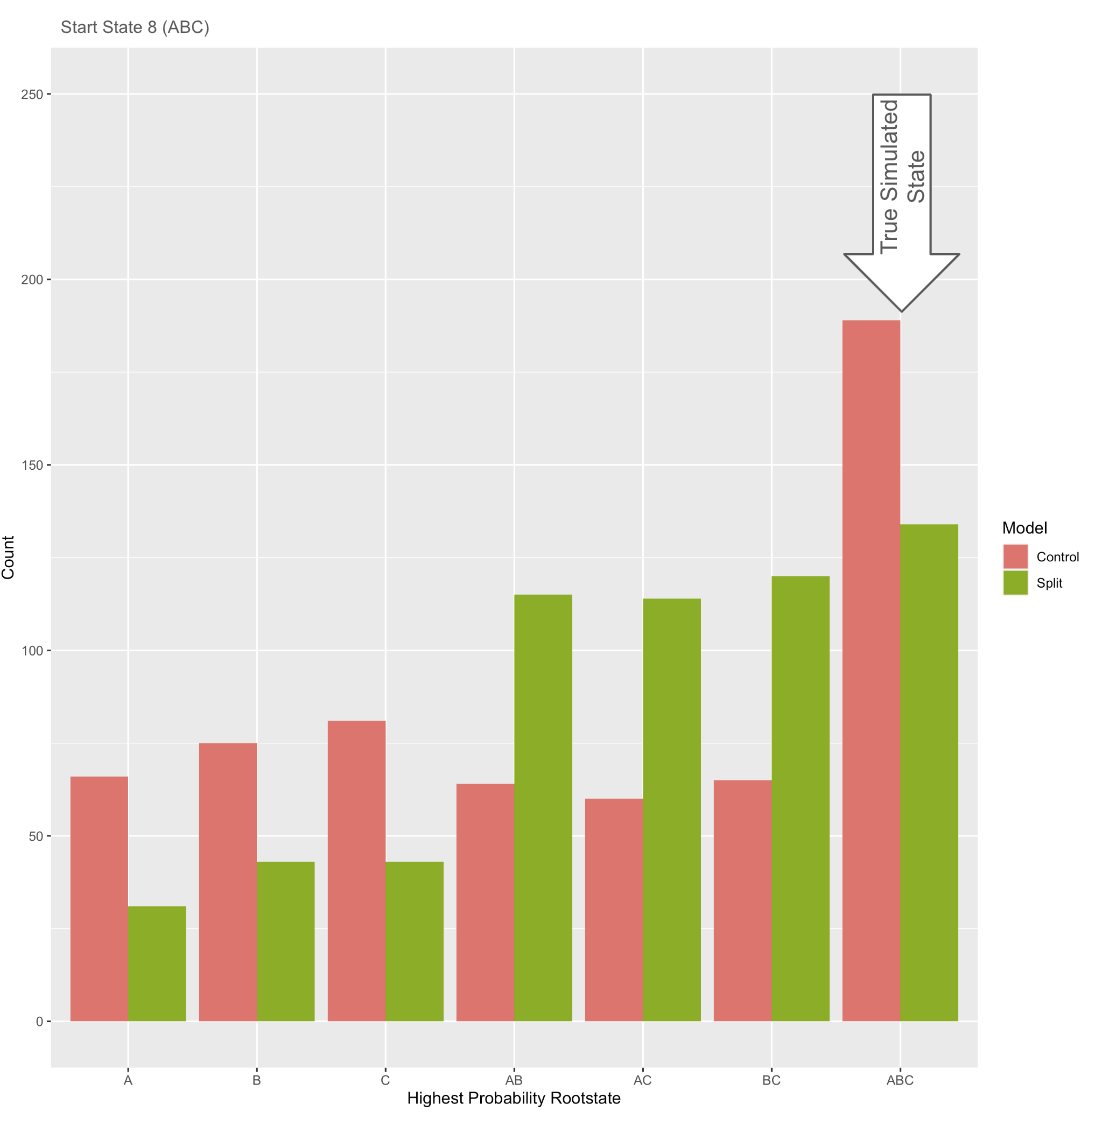 Start State 8 (ABC)
250
200
150
100
50
0
Count
True Simulated
State
A B C AB AC BC ABC
Highest Probability Rootstate
Model
Control
Split